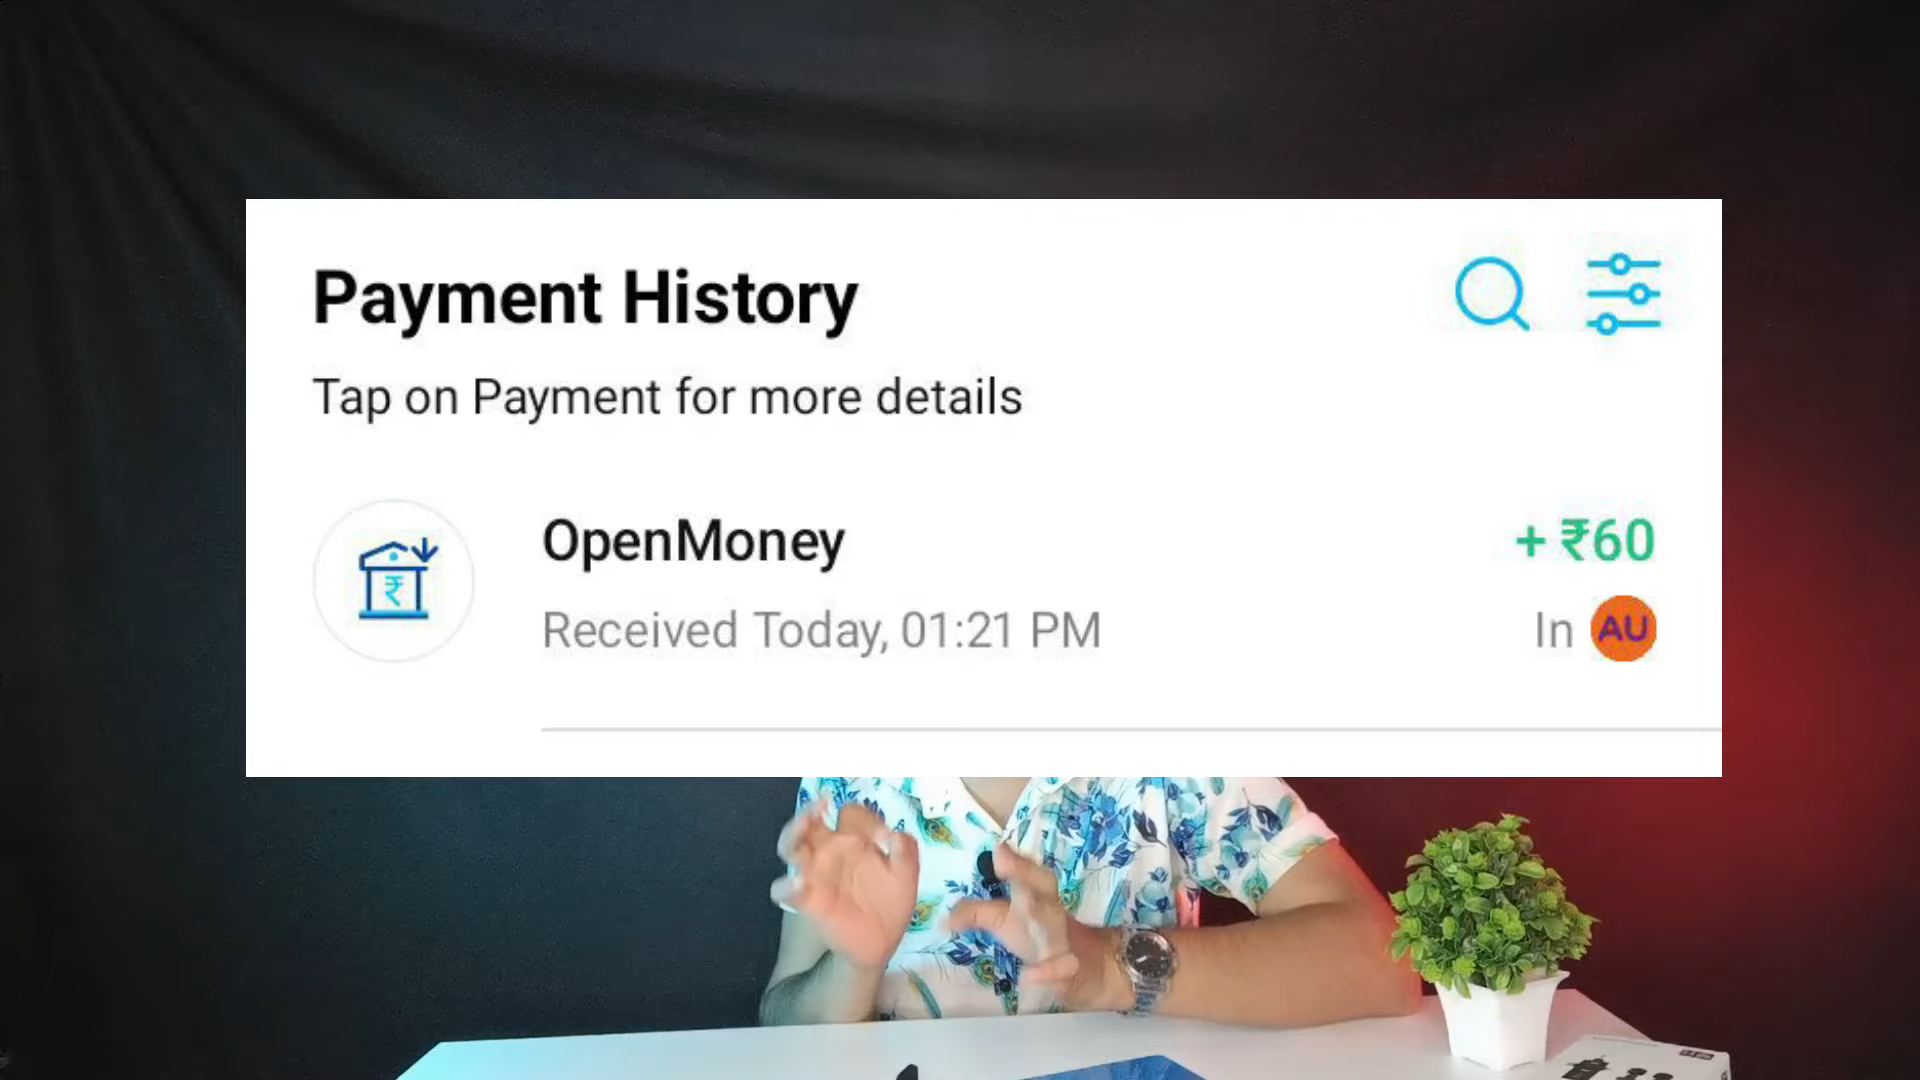 Payment History
Tap on Payment for more details
OpenMoney
+ ₹60
Received Today, 01:21 PM
In AU